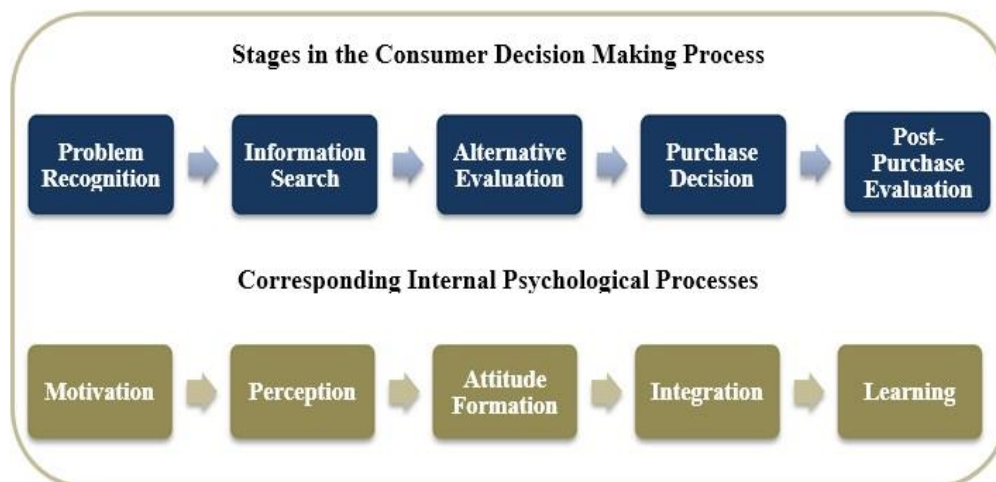 Stages in the Consumer Decision Making Process
Problem
Recognition
Information
Search
Alternative
Evaluation
Purchase
Decision
Post-
Purchase
Evaluation
Corresponding Internal Psychological Processes
Motivation
Perception
Attitude
Formation
Integration
Learning